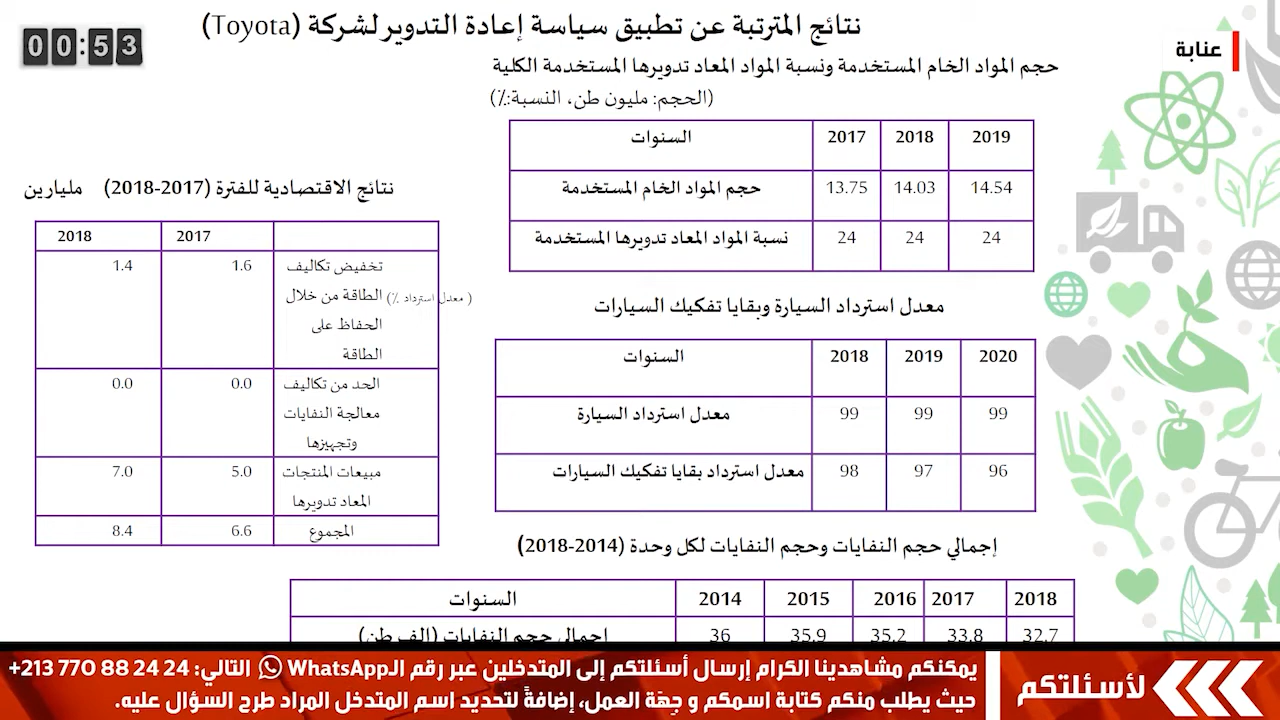 نتائج المترتبة عن تطبيق سياسة إعادة التدوير لشركة (Toyota)
00:53
عنابة
حجم المواد الخام المستخدمة ونسبة المواد المعاد تدويرها المستخدمة الكلية
(الحجم: مليون طن، النسبة:٪)
السنوات 2017 2018 2019
حجم المواد الخام المستخدمة 13.75 14.03 14.54
نسبة المواد المعاد تدويرها المستخدمة 24 24 24
نتائج الاقتصادية للفترة (2017-2018) مليارين
2018 2017
تخفيض تكاليف 1.6 1.4
الطاقة من خلال
الحفاظ على
الطاقة
الحد من تكاليف 0.0 0.0
معالجة النفايات
وتجهيزها
مبيعات المنتجات 5.0 7.0
المعاد تدويرها
المجموع 6.6 8.4
معدل استرداد السيارة وبقايا تفكيك السيارات
( معدل استرداد ٪)
السنوات 2018 2019 2020
معدل استرداد السيارة 99 99 99
معدل استرداد بقايا تفكيك السيارات 98 97 96
إجمالي حجم النفايات وحجم النفايات لكل وحدة (2014-2018)
السنوات 2014 2015 2016 2017 2018
إجمالي حجم النفايات (ألف طن) 36 35.9 35.2 33.8 32.7
لأسئلتكم
يمكنكم مشاهدينا الكرام إرسال أسئلتكم إلى المتدخلين عبر رقم الـWhatsApp التالي: 24 24 88 770 213+
حيث يطلب منكم كتابة اسمكم و جِهَة العمل، إضافةً لتحديد اسم المتدخل المراد طرح السؤال عليه.